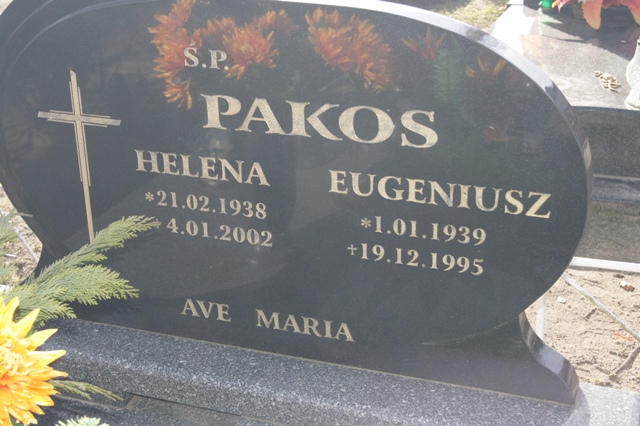 Ś.P.
PAKOS
HELENA
*21.02.1938
4.01.2002
EUGENIUSZ
*1.01.1939
+19.12.1995
AVE MARIA